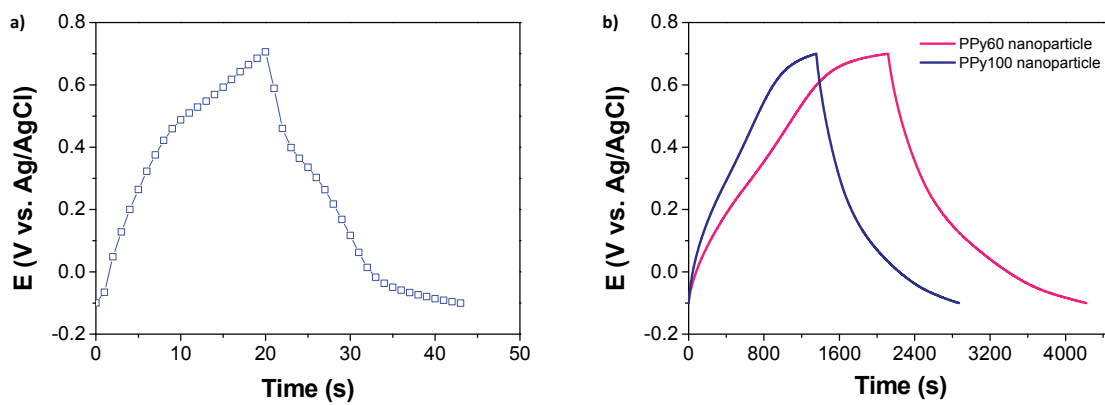 a)
0.8
0.6
0.4
0.2
0.0
-0.2
E (V vs. Ag/AgCl)
0 10 20 30 40 50
Time (s)
b)
PPy60 nanoparticle
PPy100 nanoparticle
0.8
0.6
0.4
0.2
0.0
-0.2
E (V vs. Ag/AgCl)
0 800 1600 2400 3200 4000
Time (s)